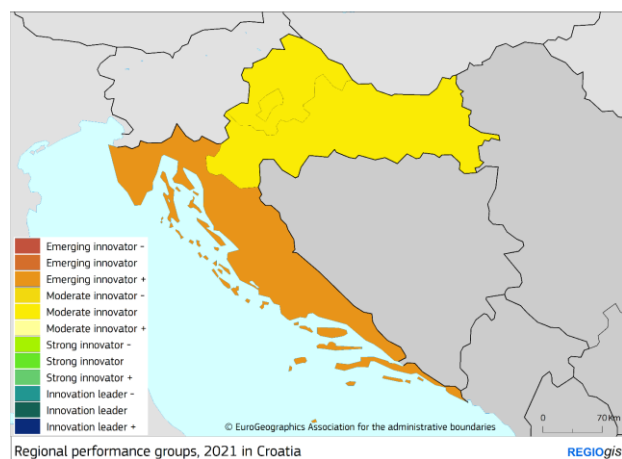 Emerging innovator -
Emerging innovator
Emerging innovator +
Moderate innovator -
Moderate innovator
Moderate innovator +
Strong innovator -
Strong innovator
Strong innovator +
Innovation leader -
Innovation leader
Innovation leader +
© EuroGeographics Association for the administrative boundaries
0 70 Km
Regional performance groups, 2021 in Croatia
REGIOgis